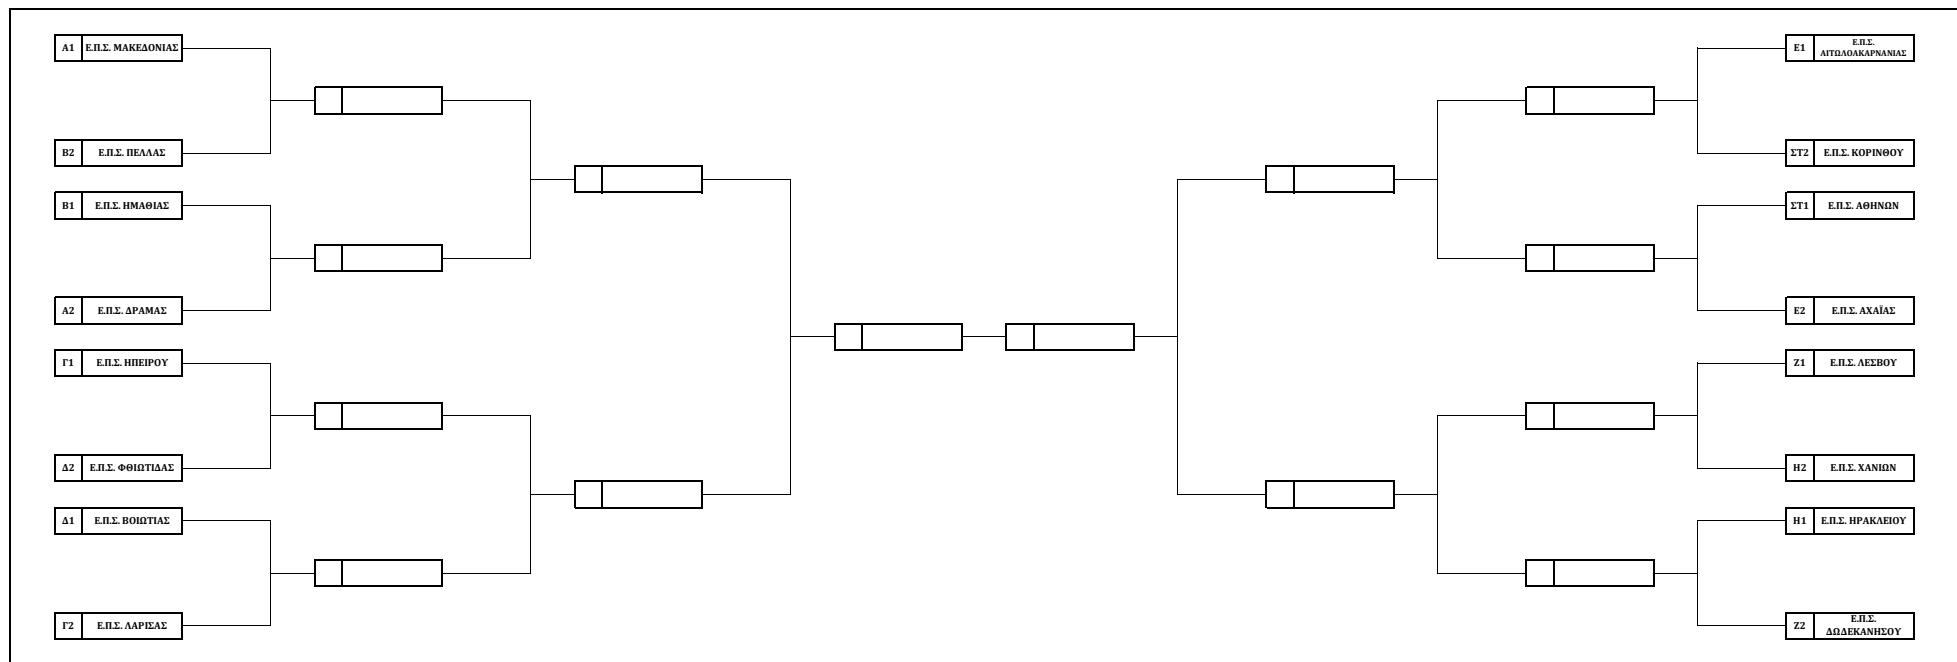 Α1 Ε.Π.Σ. ΜΑΚΕΔΟΝΙΑΣ
Β2 Ε.Π.Σ. ΠΕΛΛΑΣ
Β1 Ε.Π.Σ. ΗΜΑΘΙΑΣ
Α2 Ε.Π.Σ. ΔΡΑΜΑΣ
Γ1 Ε.Π.Σ. ΗΠΕΙΡΟΥ
Δ2 Ε.Π.Σ. ΦΘΙΩΤΙΔΑΣ
Δ1 Ε.Π.Σ. ΒΟΙΩΤΙΑΣ
Γ2 Ε.Π.Σ. ΛΑΡΙΣΑΣ
Ε1 Ε.Π.Σ.
ΑΙΤΩΛΟΑΚΑΡΝΑΝΙΑΣ
ΣΤ2 Ε.Π.Σ. ΚΟΡΙΝΘΟΥ
ΣΤ1 Ε.Π.Σ. ΑΘΗΝΩΝ
Ε2 Ε.Π.Σ. ΑΧΑΪΑΣ
Ζ1 Ε.Π.Σ. ΛΕΣΒΟΥ
Η2 Ε.Π.Σ. ΧΑΝΙΩΝ
Η1 Ε.Π.Σ. ΗΡΑΚΛΕΙΟΥ
Ζ2 Ε.Π.Σ.
ΔΩΔΕΚΑΝΗΣΟΥ